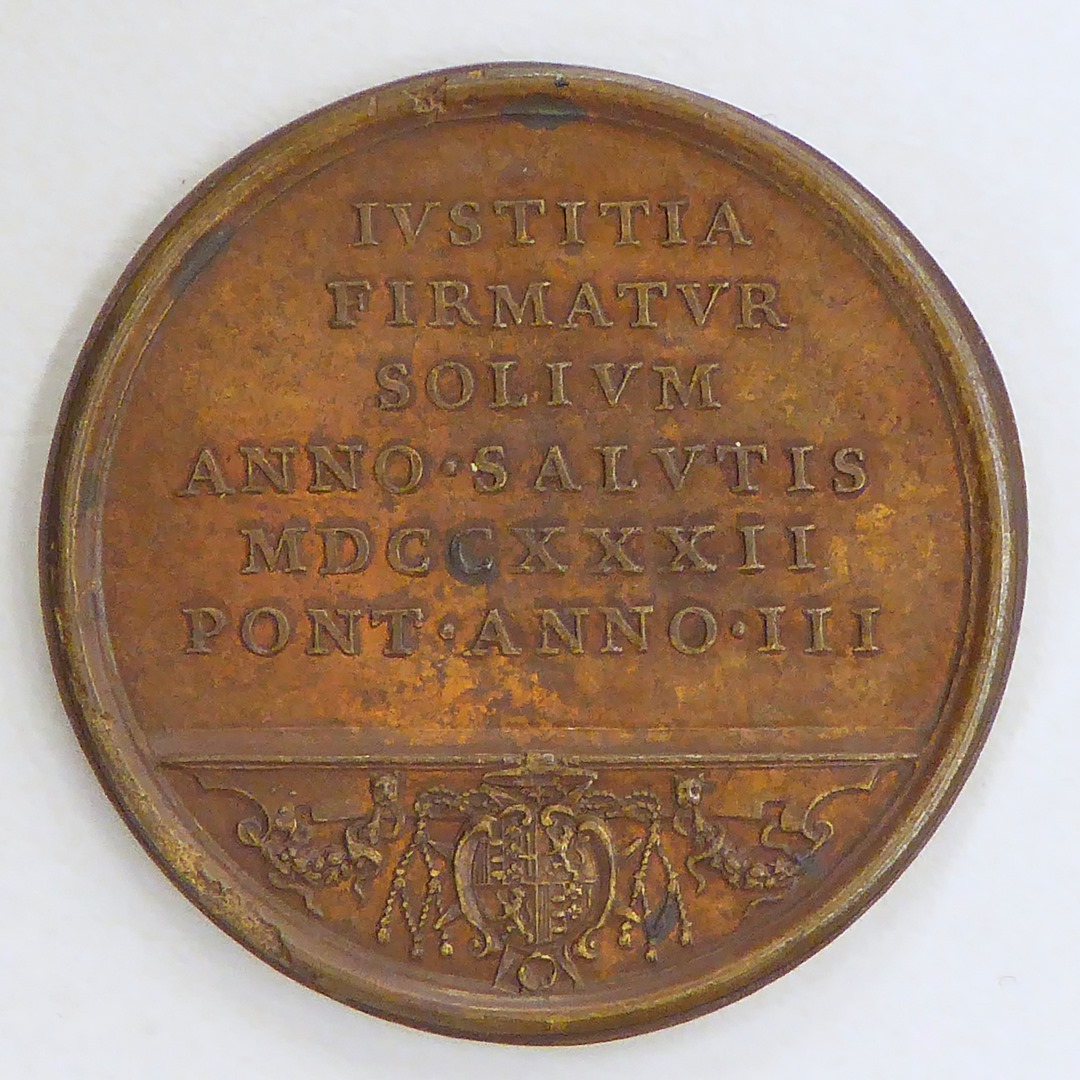 IVSTITIA
FIRMATVR
SOLIVM
ANNO·SALVTIS
MDCCXXXII
PONT·ANNO·III